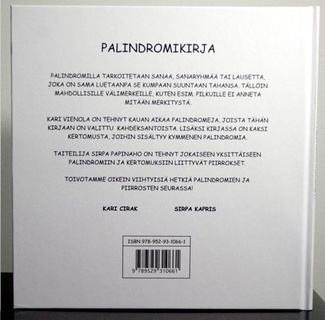 PALINDROMIKIRJA
PALINDROMILLA TARKOITETAAN SANAA, SANARYHMÄÄ TAI LAUSETTA,
JOKA ON SAMA LUETAANPA SE KUMPAAN SUUNTAAN TAHANSA. TÄLLÖIN
MAHDOLLISILLE VÄLIMERKEILLE, KUTEN ESIM. PILKUILLE EI ANNETA
MITÄÄN MERKITYSTÄ.
KARI VIENOLA ON TEHNYT KAUAN AIKAA PALINDROMEJA, JOISTA TÄHÄN
KIRJAAN ON VALITTU KAHDEKSANTOISTA. LISÄKSI KIRJASSA ON KAKSI
KERTOMUSTA, JOIHIN SISÄLTYY KYMMENEN PALINDROMIA.
TAITEILIJA SIRPA PAPINAHO ON TEHNYT JOKAISEEN YKSITTÄISEEN
PALINDROMIIN JA KERTOMUKSIIN LIITTYVÄT PIIRROKSET.
TOIVOTAMME OIKEIN VIIHTYISIÄ HETKIÄ PALINDROMIEN JA
PIIRROSTEN SEURASSA!
KARI CIRAK SIRPA KAPRIS
ISBN 978-952-93-1066-1
9 789529 310661